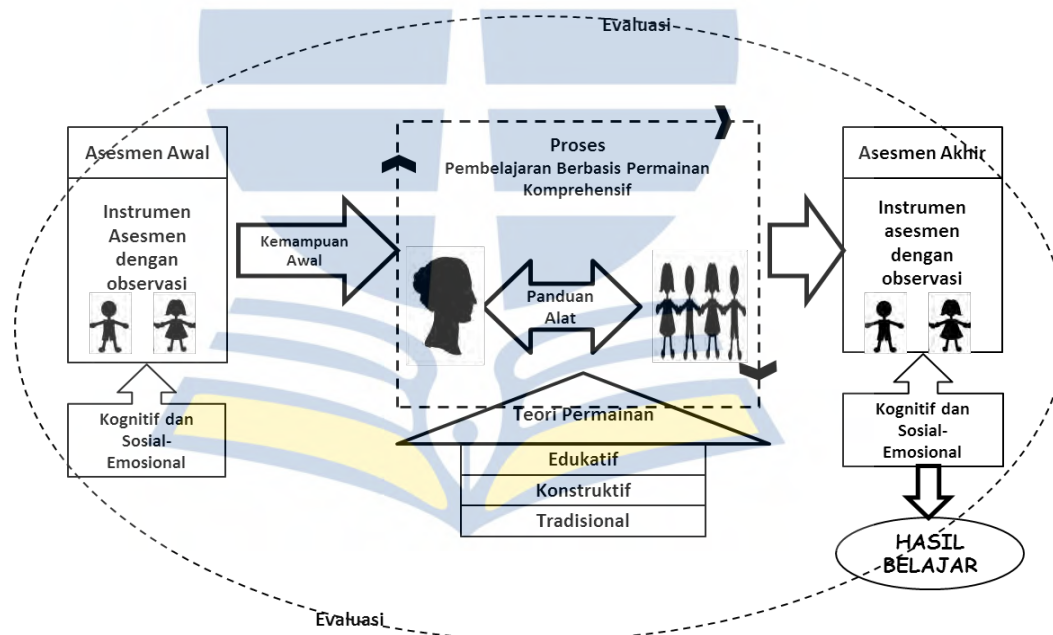 Evaluasi
Asesmen Awal
Instrumen
Asesmen
dengan
observasi
Kognitif dan
Sosial-
Emosional
Kemampuan
Awal
Proses
Pembelajaran Berbasis Permainan
Komprehensif
Panduan
Alat
Teori Permainan
Edukatif
Konstruktif
Tradisional
Asesmen Akhir
Instrumen
asesmen
dengan
observasi
Kognitif dan
Sosial-
Emosional
HASIL
BELAJAR
Evaluasi